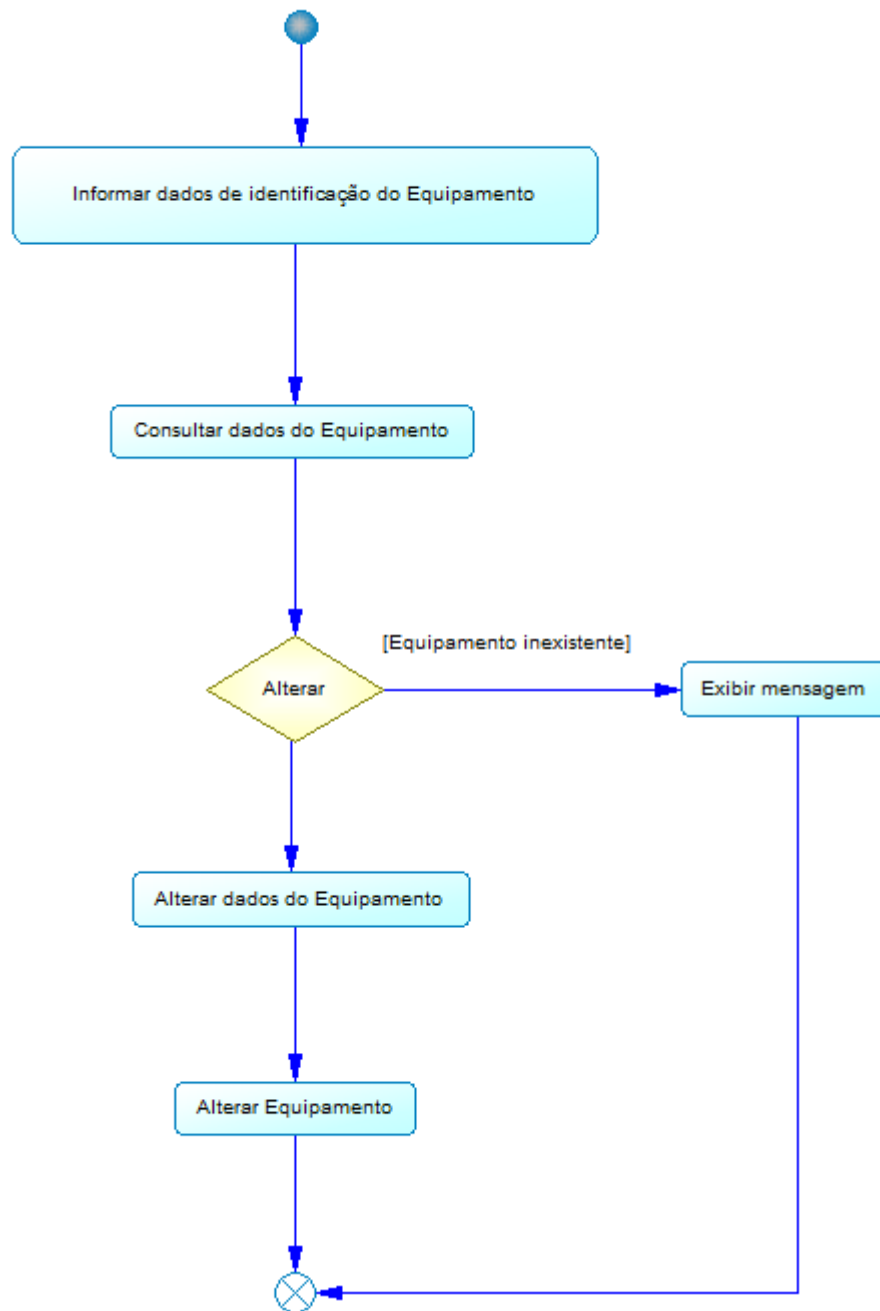 Informar dados de identificação do Equipamento
Consultar dados do Equipamento
[Equipamento inexistente]
Alterar
Exibir mensagem
Alterar dados do Equipamento
Alterar Equipamento